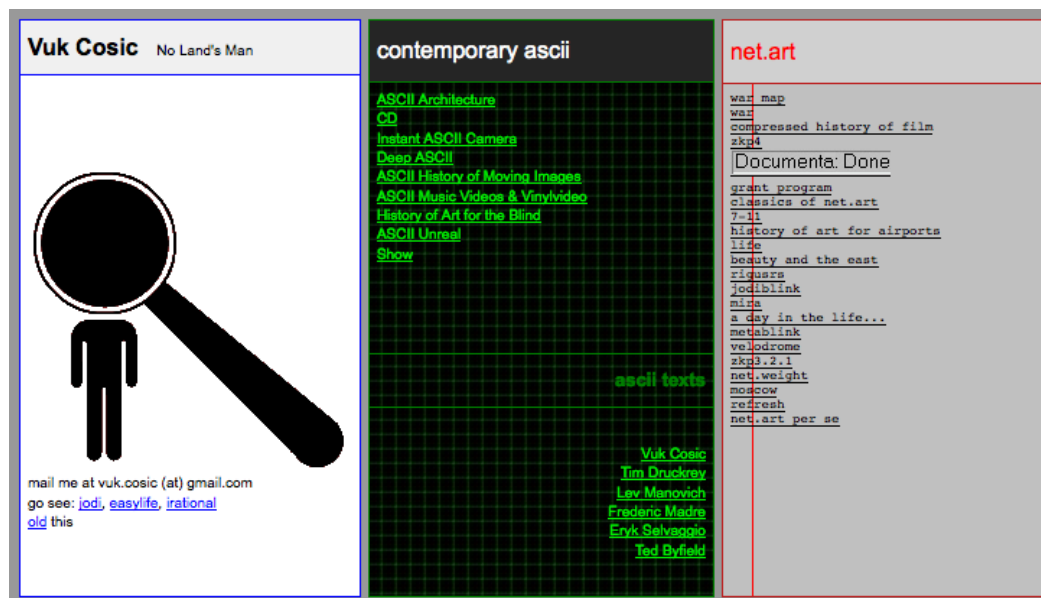 Vuk Cosic No Land's Man
mail me at vuk.cosic (at) gmail.com
go see: jodi, easylife, irational
old this
contemporary ascii
ASCII Architecture
CD
Instant ASCII Camera
Deep ASCII
ASCII History of Moving Images
ASCII Music Videos & Vinylvideo
History of Art for the Blind
ASCII Unreal
Show
ascii texts
Vuk Cosic
Tim Druckrey
Lev Manovich
Frederic Madre
Eryk Selvaggio
Ted Byfield
net.art
war map
war
compressed history of film
zkp4
Documenta: Done
grant program
classics of net.art
7-11
history of art for airports
life
beauty and the east
rigusrs
jodiblink
mira
a day in the life...
metablink
velodrome
zkp3.2.1
net.weight
moscow
refresh
net.art per se